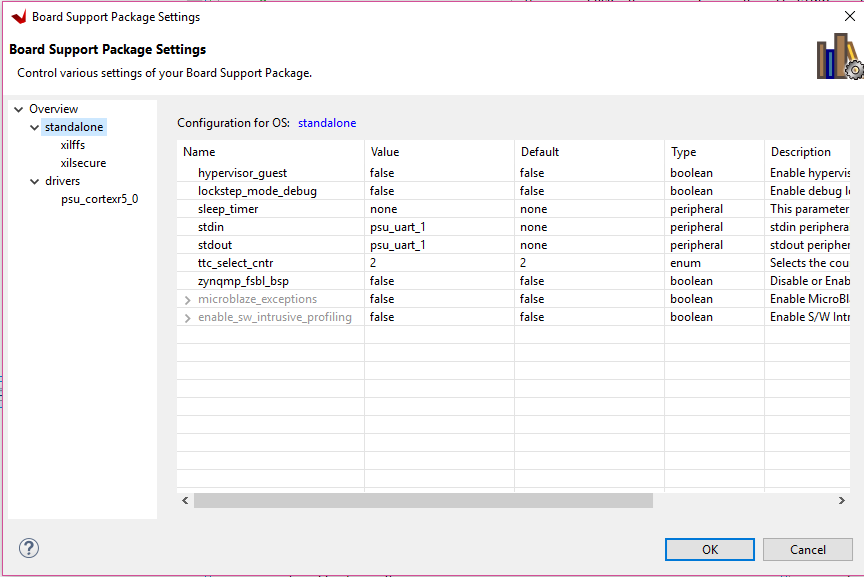 Board Support Package Settings
Board Support Package Settings
Control various settings of your Board Support Package.
Overview
standalone
xilffs
xilsecure
drivers
psu_cortexr5_0
Configuration for OS: standalone
Name Value Default Type Description
hypervisor_guest false false boolean Enable hypervis
lockstep_mode_debug false false boolean Enable debug l
sleep_timer none none peripheral This parameter
stdin psu_uart_1 none peripheral stdin periphera
stdout psu_uart_1 none peripheral stdout peripher
ttc_select_cntr 2 2 enum Selects the cou
zynqmp_fsbl_bsp false false boolean Disable or Enab
microblaze_exceptions false false boolean Enable MicroBl
enable_sw_intrusive_profiling false false boolean Enable S/W Intr
OK Cancel